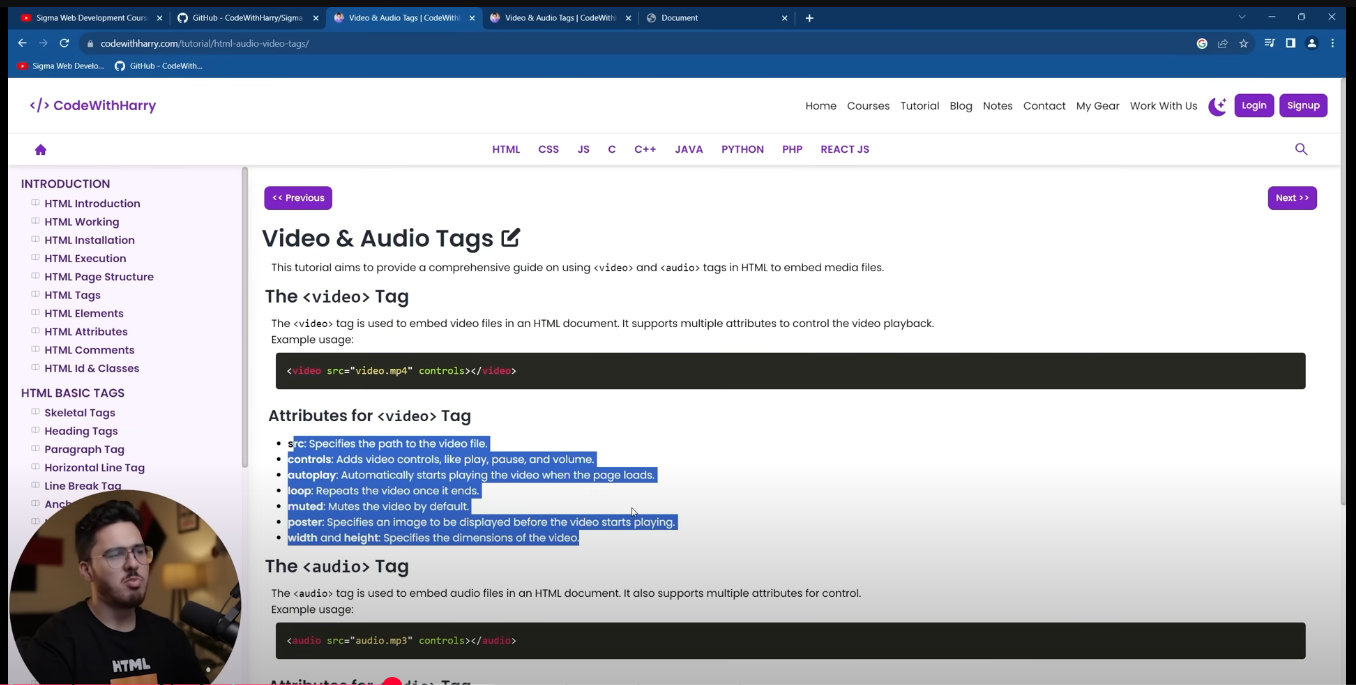 Sigma Web Development Cours
GitHub - CodeWithHarry/Sigma
Video & Audio Tags | CodeWith
Video & Audio Tags | CodeWith
Document
codewithharry.com/tutorial/html-audio-video-tags/
Sigma Web Develo...
GitHub - CodeWith...
</> CodeWithHarry
Home
Courses
Tutorial
Blog
Notes
Contact
My Gear
Work With Us
Login
Signup
HTML
CSS
JS
C
C++
JAVA
PYTHON
PHP
REACT JS
INTRODUCTION
HTML Introduction
HTML Working
HTML Installation
HTML Execution
HTML Page Structure
HTML Tags
HTML Elements
HTML Attributes
HTML Comments
HTML Id & Classes
HTML BASIC TAGS
Skeletal Tags
Heading Tags
Paragraph Tag
Horizontal Line Tag
Line Break Tag
<< Previous
Next >>
Video & Audio Tags
This tutorial aims to provide a comprehensive guide on using <video> and <audio> tags in HTML to embed media files.
The <video> Tag
The <video> tag is used to embed video files in an HTML document. It supports multiple attributes to control the video playback.
Example usage:
<video src="video.mp4" controls></video>
Attributes for <video> Tag
src: Specifies the path to the video file.
controls: Adds video controls, like play, pause, and volume.
autoplay: Automatically starts playing the video when the page loads.
loop: Repeats the video once it ends.
muted: Mutes the video by default.
poster: Specifies an image to be displayed before the video starts playing.
width and height: Specifies the dimensions of the video.
The <audio> Tag
The <audio> tag is used to embed audio files in an HTML document. It also supports multiple attributes for control.
Example usage:
<audio src="audio.mp3" controls></audio>
HTML